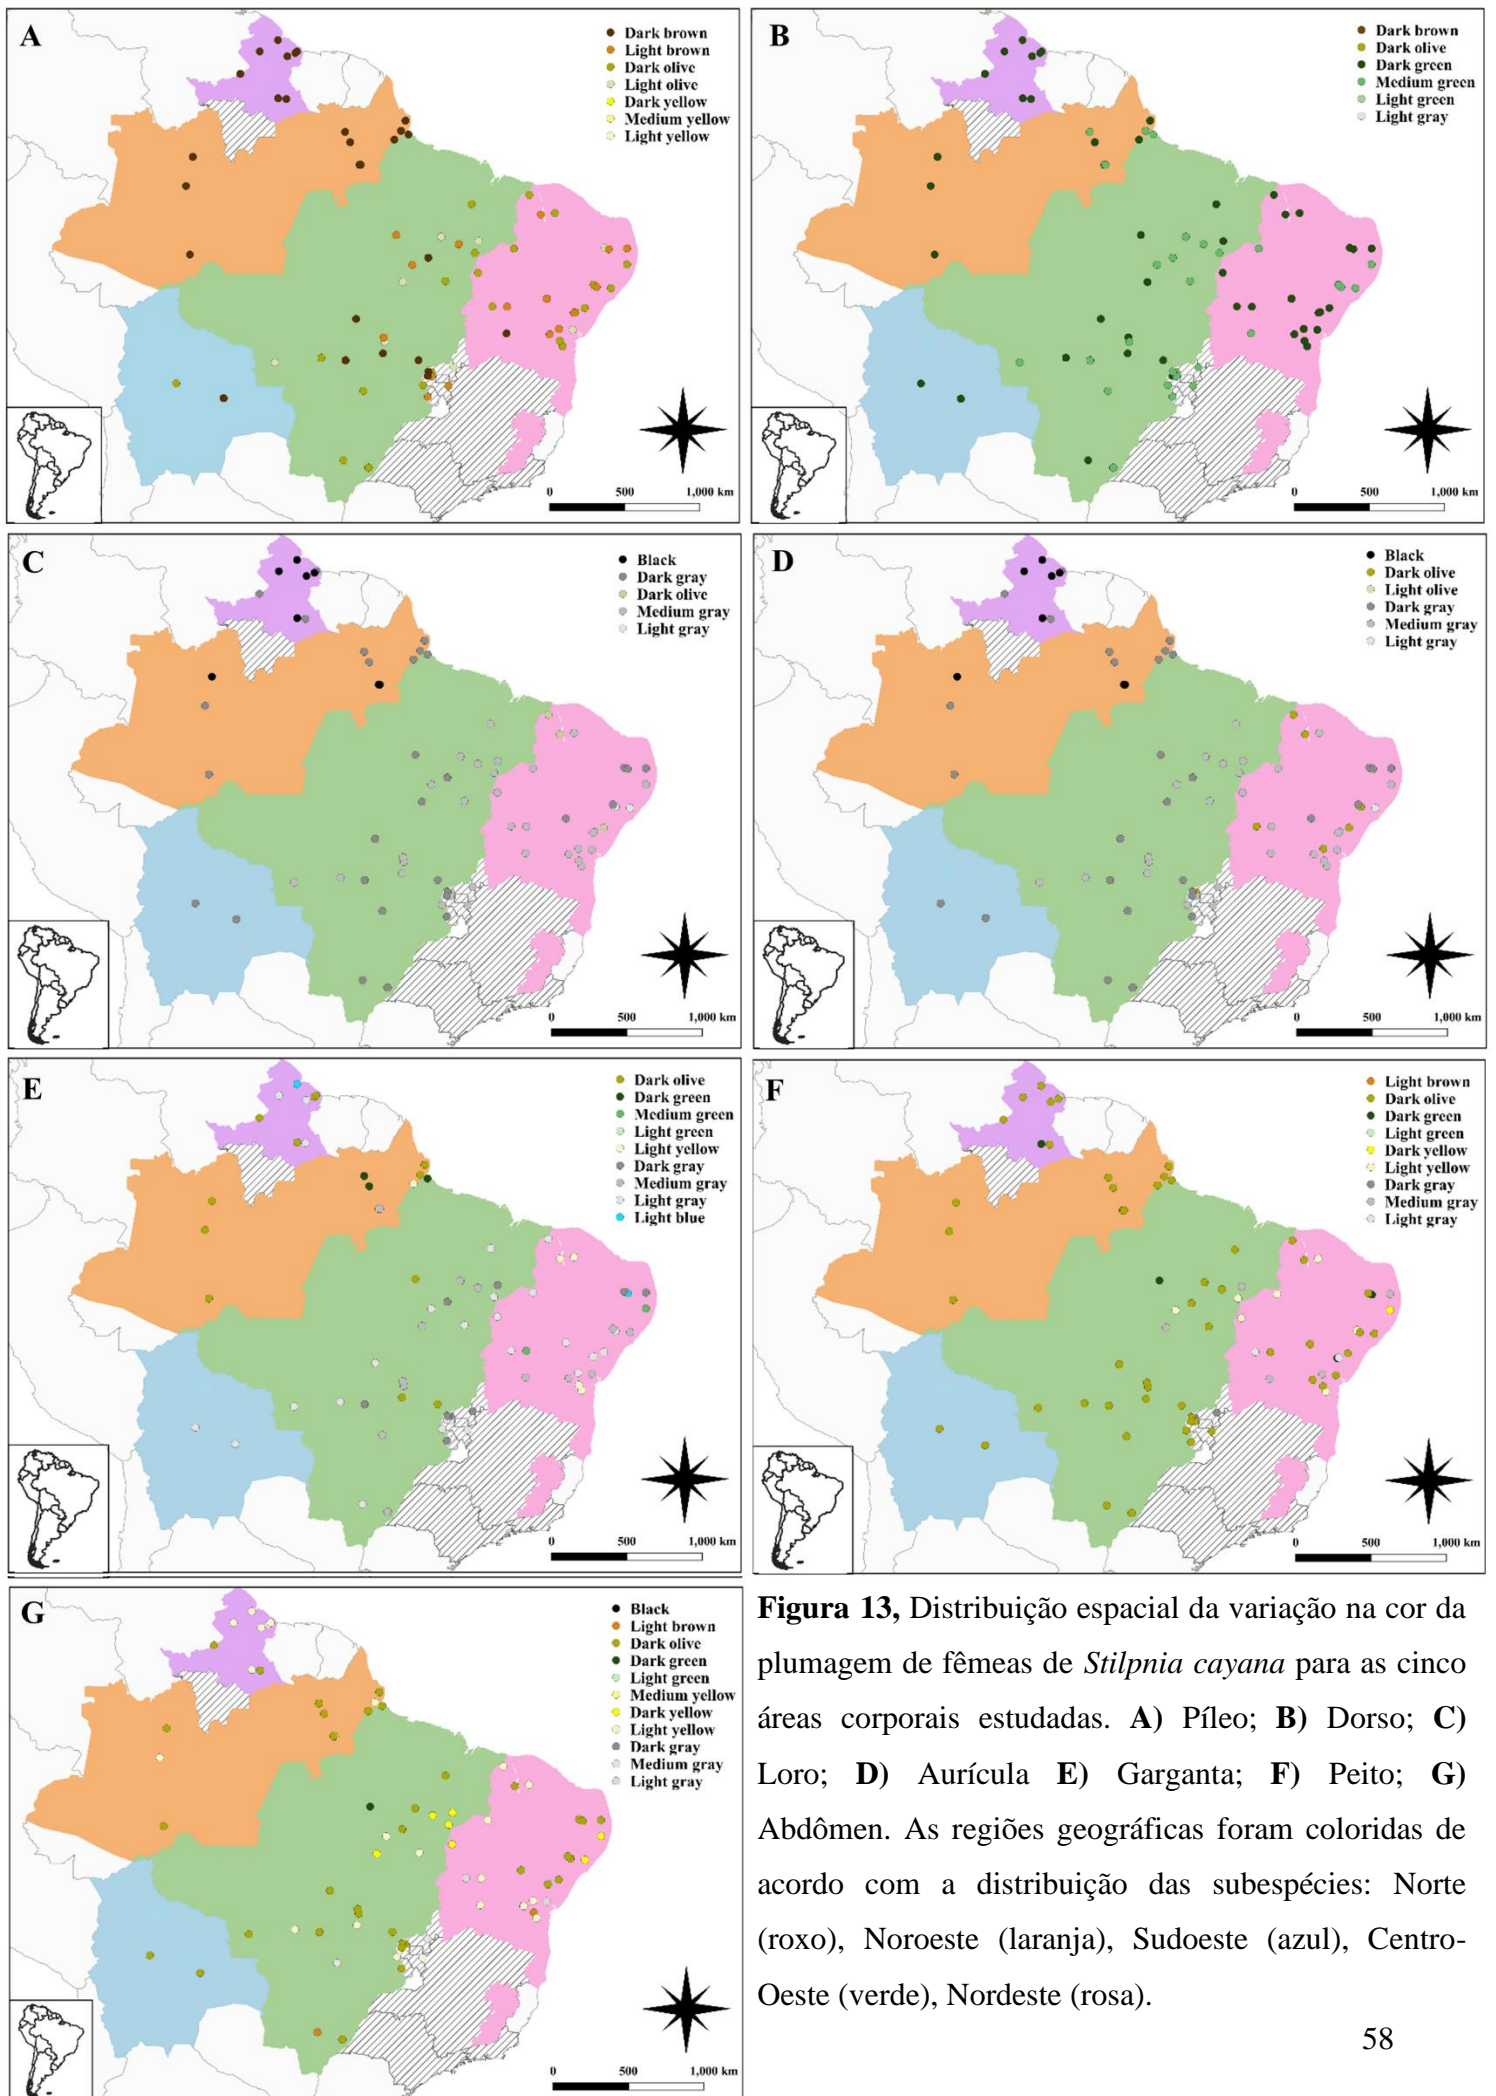 A
Dark brown
Light brown
Dark olive
Light olive
Dark yellow
Medium yellow
Light yellow
0 500 1,000 km
B
Dark brown
Dark olive
Dark green
Medium green
Light green
Light gray
0 500 1,000 km
C
Black
Dark gray
Dark olive
Medium gray
Light gray
0 500 1,000 km
D
Black
Dark olive
Light olive
Dark gray
Medium gray
Light gray
0 500 1,000 km
E
Dark olive
Dark green
Medium green
Light green
Light yellow
Dark gray
Medium gray
Light gray
Light blue
0 500 1,000 km
F
Light brown
Dark olive
Dark green
Light green
Dark yellow
Light yellow
Dark gray
Medium gray
Light gray
0 500 1,000 km
G
Black
Light brown
Dark olive
Dark green
Light green
Medium yellow
Dark yellow
Light yellow
Dark gray
Medium gray
Light gray
0 500 1,000 km
Figura 13, Distribuição espacial da variação na cor da
plumagem de fêmeas de Stilpnia cayana para as cinco
áreas corporais estudadas. A) Píleo; B) Dorso; C)
Loro; D) Aurícula E) Garganta; F) Peito; G)
Abdômen. As regiões geográficas foram coloridas de
acordo com a distribuição das subespécies: Norte
(roxo), Noroeste (laranja), Sudoeste (azul), Centro-
Oeste (verde), Nordeste (rosa).
58